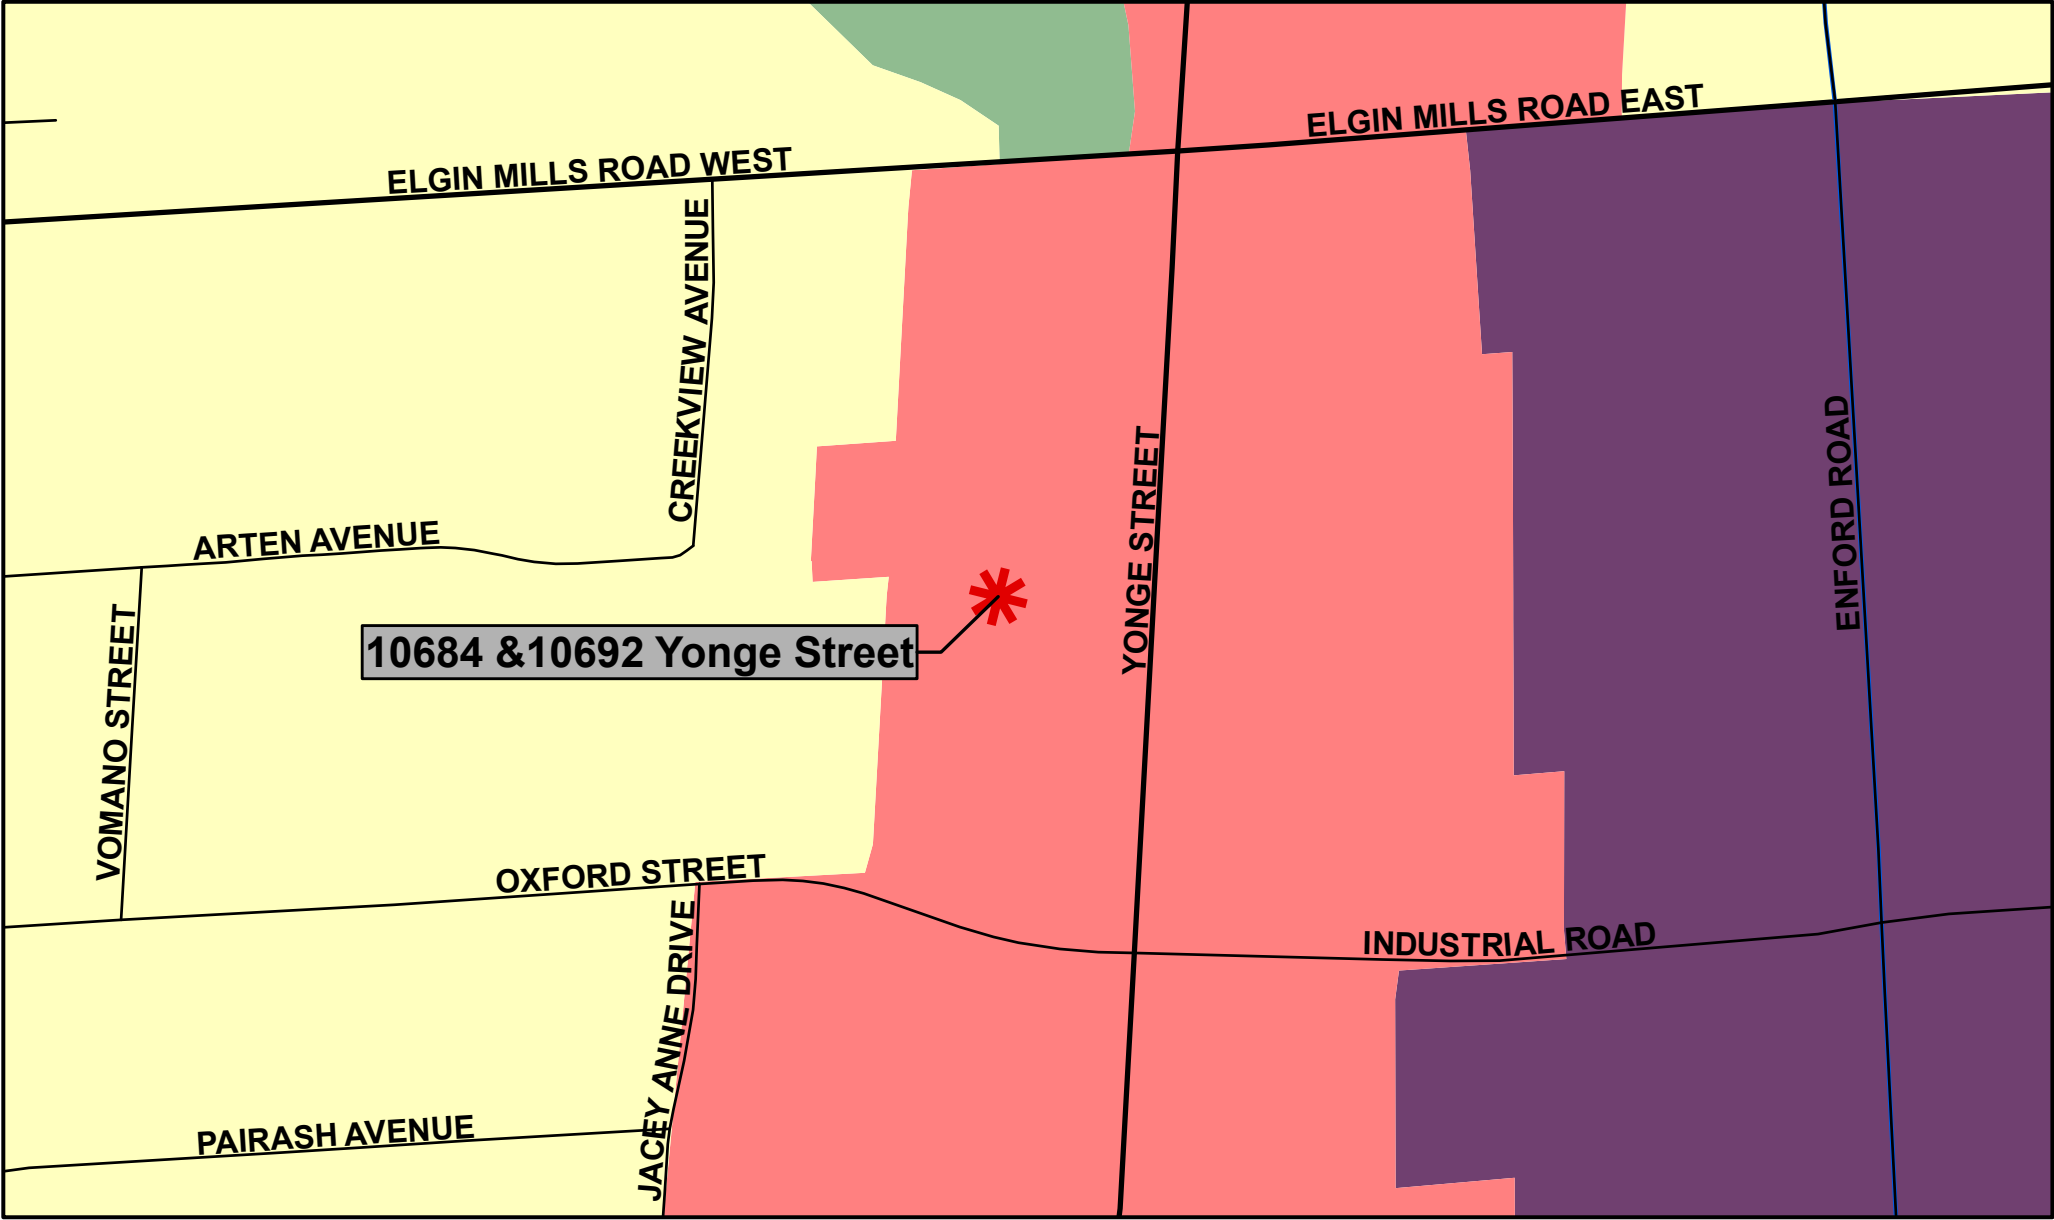 ELGIN MILLS ROAD EAST
ELGIN MILLS ROAD WEST
CREEKVIEW AVENUE
ENFORD ROAD
YONGE STREET
ARTEN AVENUE
VOMANO STREET
10684 &10692 Yonge Street
OXFORD STREET
INDUSTRIAL ROAD
JACEY ANNE DRIVE
PAIRASH AVENUE